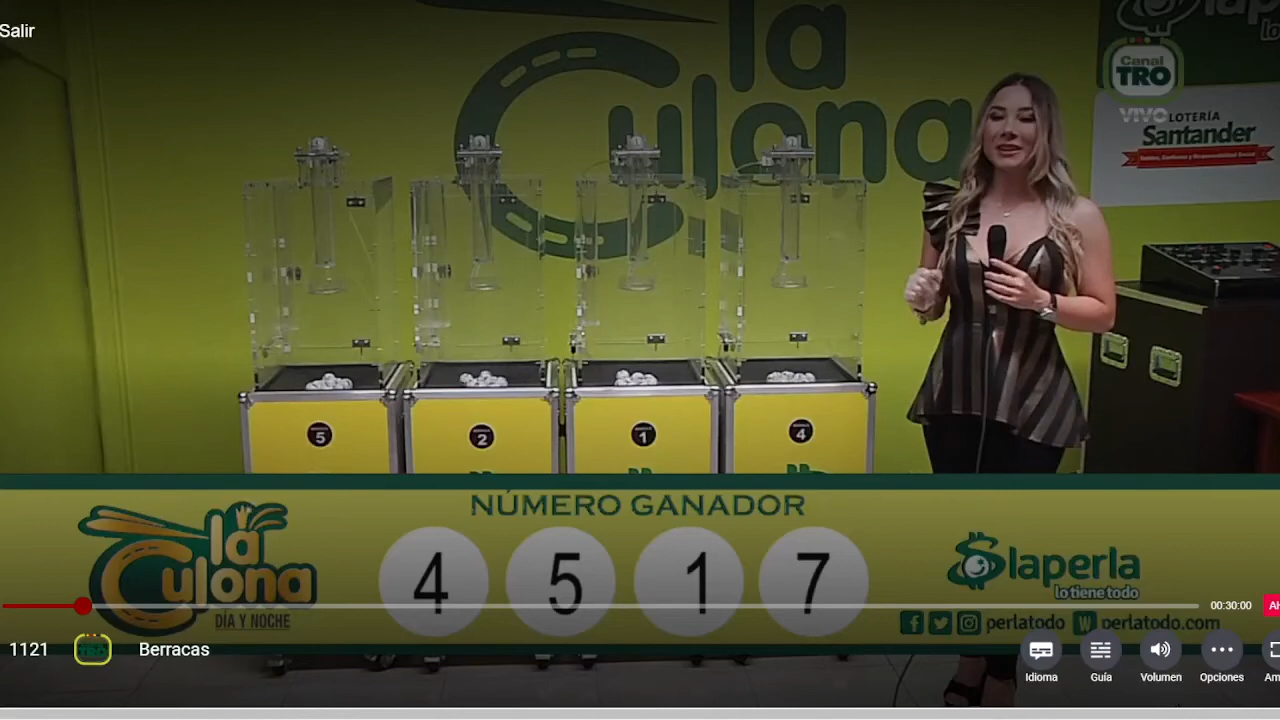 Salir
la
Culona
laperla
Canal
TRO
VIVO
LOTERÍA
Santander
5
2
1
4
NÚMERO GANADOR
4 5 1 7
la
Culona
DÍA Y NOCHE
laperla
lo tiene todo
perlatodo W perlatodo.com
00:30:00
1121
TRO
Berracas
Idioma
Guía
Volumen
Opciones